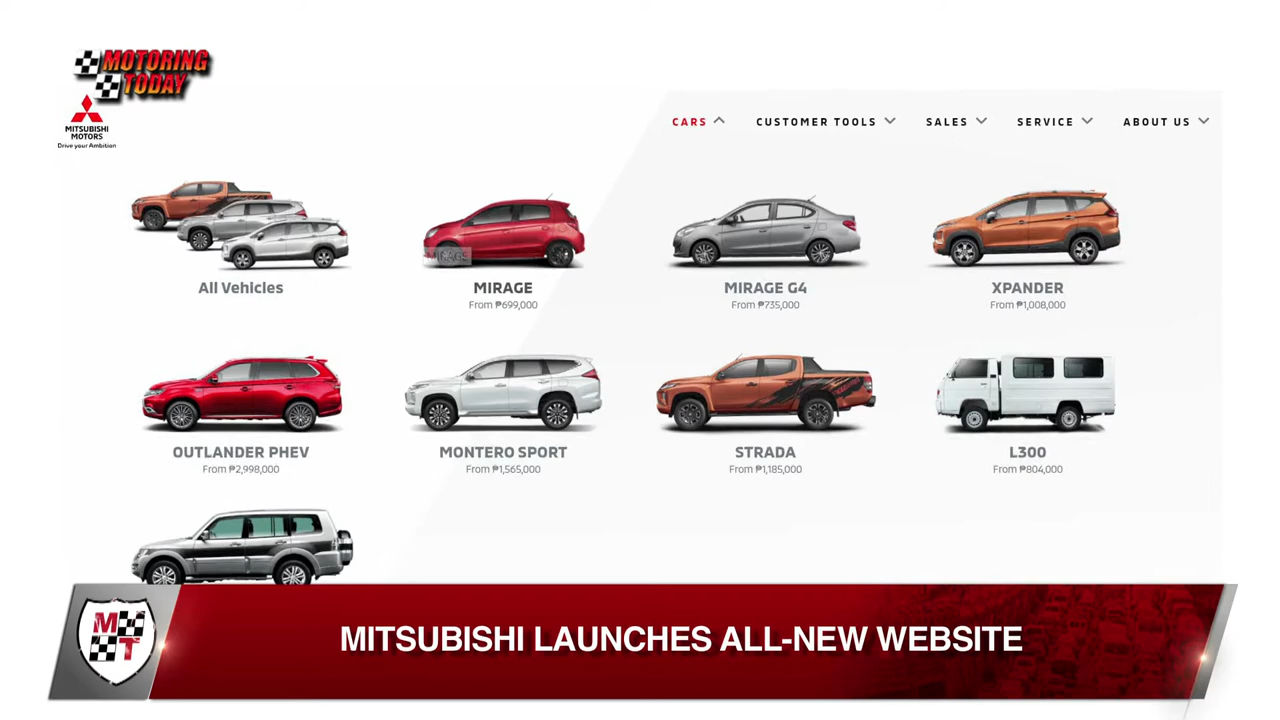 MOTORING
TODAY
MITSUBISHI
MOTORS
Drive your Ambition
CARS
CUSTOMER TOOLS
SALES
SERVICE
ABOUT US
All Vehicles
MIRAGE
From ₱699,000
MIRAGE G4
From ₱735,000
XPANDER
From ₱1,008,000
OUTLANDER PHEV
From ₱2,998,000
MONTERO SPORT
From ₱1,565,000
STRADA
From ₱1,185,000
L300
From ₱804,000
M
T
MITSUBISHI LAUNCHES ALL-NEW WEBSITE